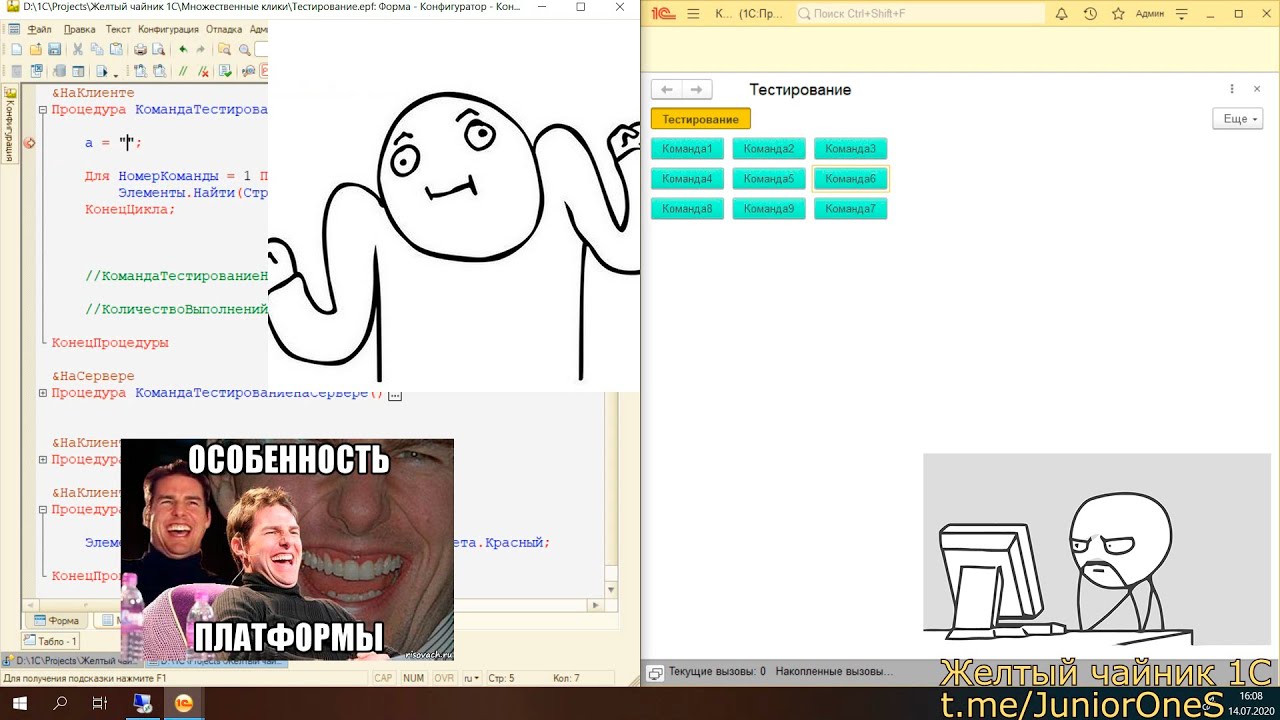 D:\1C\Projects\Желтый чайник 1С\Множественные клики\Тестирование.epf: Форма - Конфигуратор - Кон...
Файл Правка Текст Конфигурация Отладка Адм
Конфигурация
&НаКлиенте
Процедура КомандаТестирова
а = "";
Для НомерКоманды = 1 П
Элементы.Найти(Стр
КонецЦикла;
//КомандаТестированиеН
//КоличествоВыполнений
КонецПроцедуры
&НаСервере
Процедура КомандаТестированиеНаСервере() ...
&НаКлиент
Процедура
&НаКлиент
Процедура
Элеме
ета.Красный;
КонецПроц
ОСОБЕННОСТЬ
ПЛАТФОРМЫ
risovach.ru
Форма
Табло - 1
D:\1C\Projects\Желтый чай...
D:\1C\Projects\Желтый чай...
Для получения подсказки нажмите F1
CAP NUM OVR ru Стр: 5 Кол: 7
1С К... (1С:Пр... Поиск Ctrl+Shift+F Админ
Тестирование
Тестирование
Еще
Команда1 Команда2 Команда3
Команда4 Команда5 Команда6
Команда8 Команда9 Команда7
Текущие вызовы: 0 Накопленные вызовы...
Желтый чайник 1С
t.me/JuniorOneS
16:08
14.07.2020